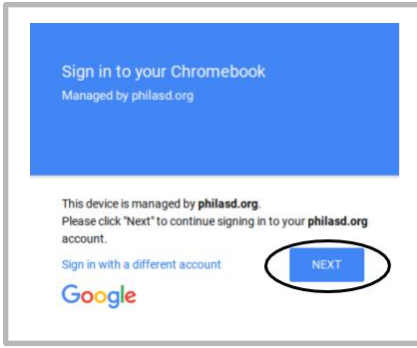 Sign in to your Chromebook
Managed by philasd.org
This device is managed by philasd.org.
Please click "Next" to continue signing in to your philasd.org
account.
Sign in with a different account
NEXT
Google